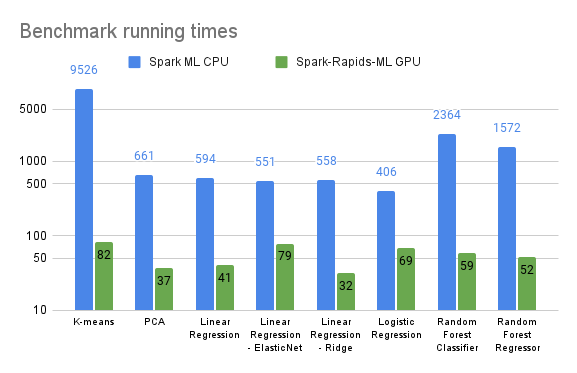 Benchmark running times
Spark ML CPU
Spark-Rapids-ML GPU
9526
661
594
551
558
406
2364
1572
5000
1000
500
100
50
10
82
37
41
79
32
69
59
52
K-means
PCA
Linear
Regression
Linear
Regression
- ElasticNet
Linear
Regression
- Ridge
Logistic
Regression
Random
Forest
Classifier
Random
Forest
Regressor